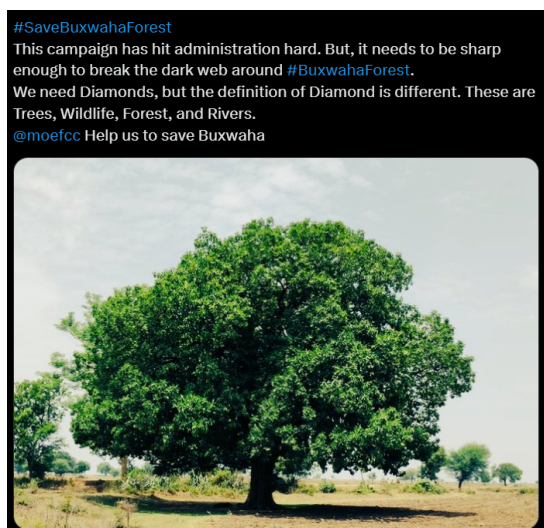 #SaveBuxwahaForest
This campaign has hit administration hard. But, it needs to be sharp
enough to break the dark web around #BuxwahaForest.
We need Diamonds, but the definition of Diamond is different. These are
Trees, Wildlife, Forest, and Rivers.
@moefcc Help us to save Buxwaha